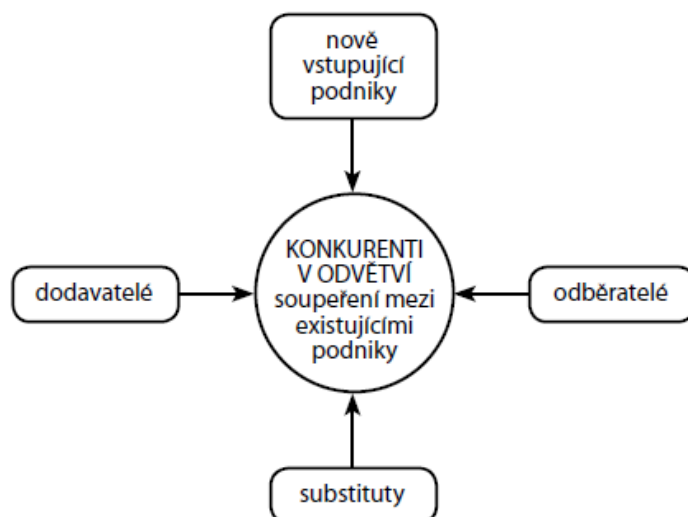 nově
vstupující
podniky
KONKURENTI
V ODVĚTVÍ
soupeření mezi
existujícími
podniky
dodavatelé
odběratelé
substituty